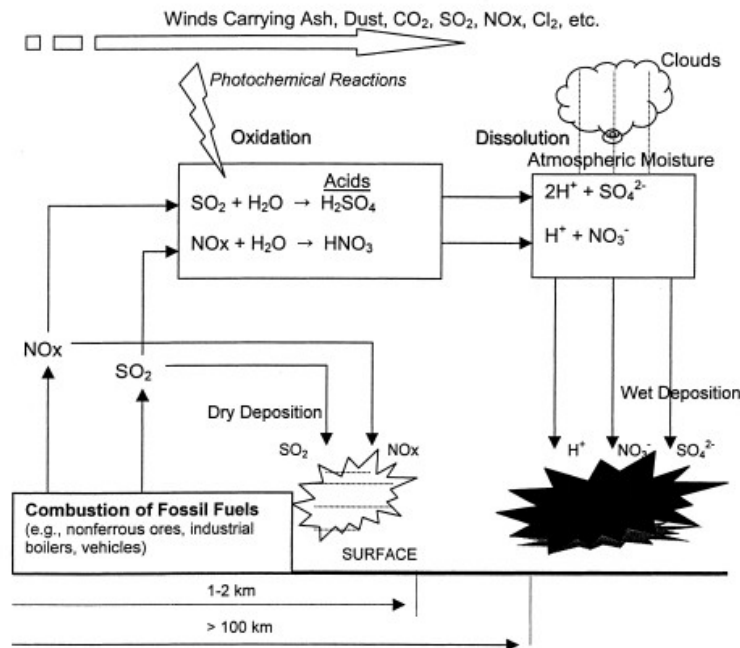 Winds Carrying Ash, Dust, CO₂, SO₂, NOx, Cl₂, etc.
Photochemical Reactions
Clouds
Oxidation
Dissolution
Atmospheric Moisture
Acids
SO₂ + H₂O → H₂SO₄
NOx + H₂O → HNO₃
2H⁺ + SO₄²⁻
H⁺ + NO₃⁻
NOx
SO₂
Dry Deposition
Wet Deposition
SO₂
NOx
H⁺
NO₃⁻
SO₄²⁻
Combustion of Fossil Fuels
(e.g., nonferrous ores, industrial
boilers, vehicles)
SURFACE
1-2 km
> 100 km